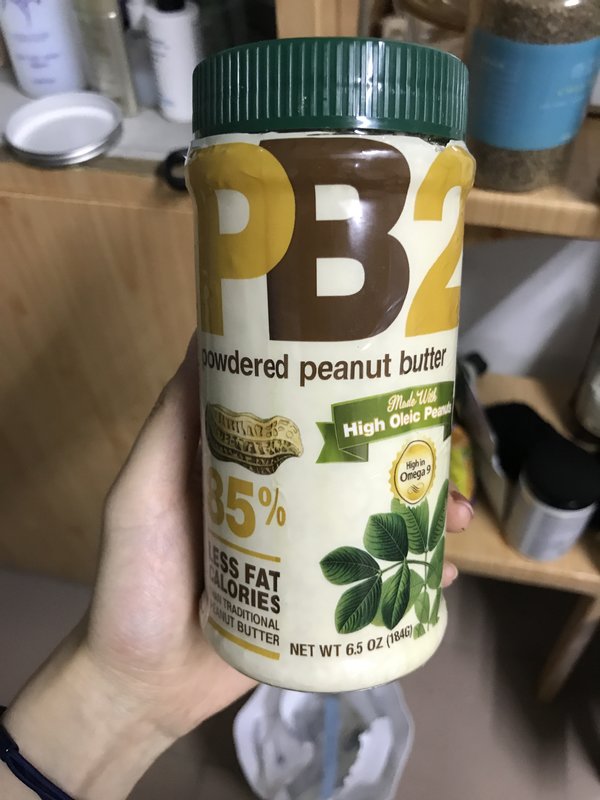 PB2
powdered peanut butter
Made With
High Oleic Peanuts
High in
Omega 9
85%
LESS FAT
CALORIES
THAN TRADITIONAL
PEANUT BUTTER
NET WT 6.5 OZ (184G)